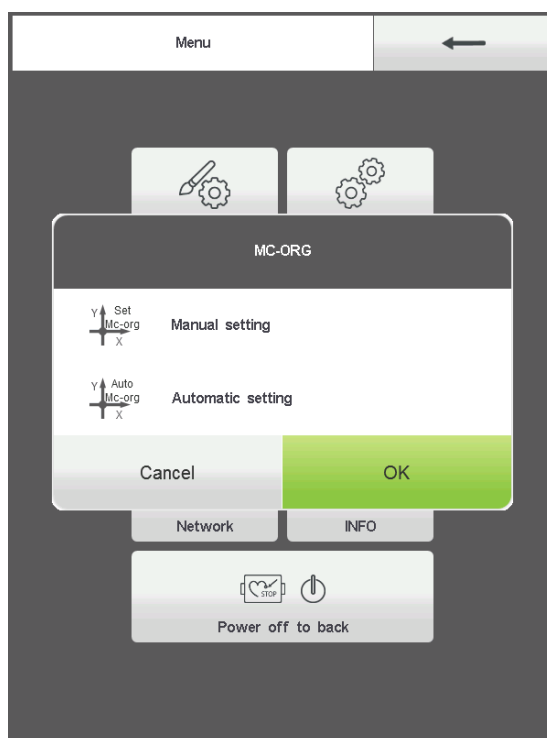 Menu
MC-ORG
Y Set
Mc-org
X
Manual setting
Y Auto
Mc-org
X
Automatic setting
Cancel
OK
Network
INFO
STOP
Power off to back